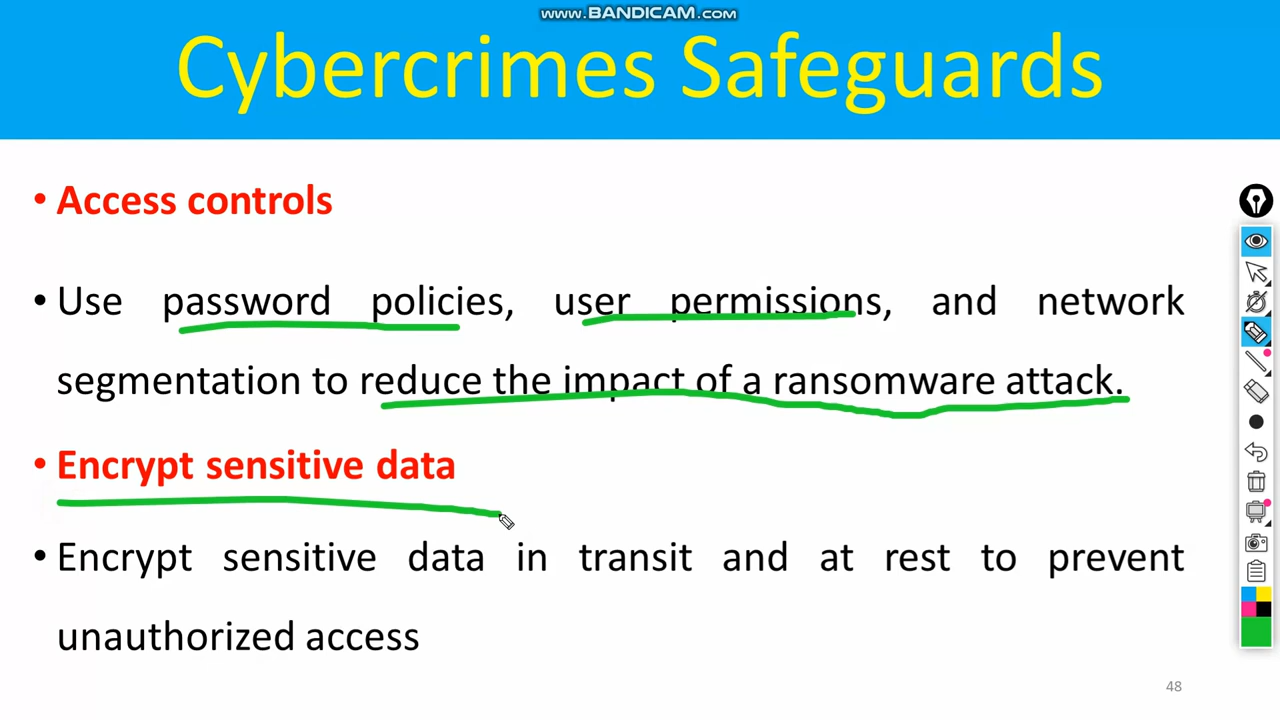 www.BANDICAM.com
Cybercrimes Safeguards
• Access controls
• Use password policies, user permissions, and network
segmentation to reduce the impact of a ransomware attack.
• Encrypt sensitive data
• Encrypt sensitive data in transit and at rest to prevent
unauthorized access
48